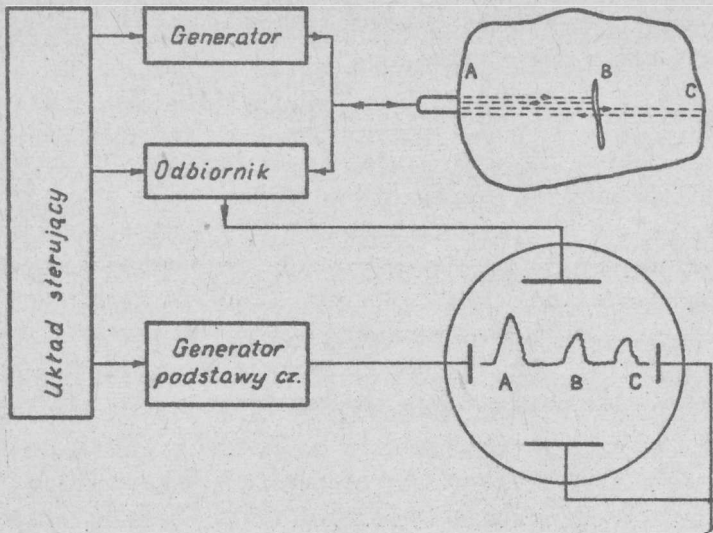 Generator
A
B
C
Odbiornik
Układ sterujący
Generator
podstawy cz.
A
B
C